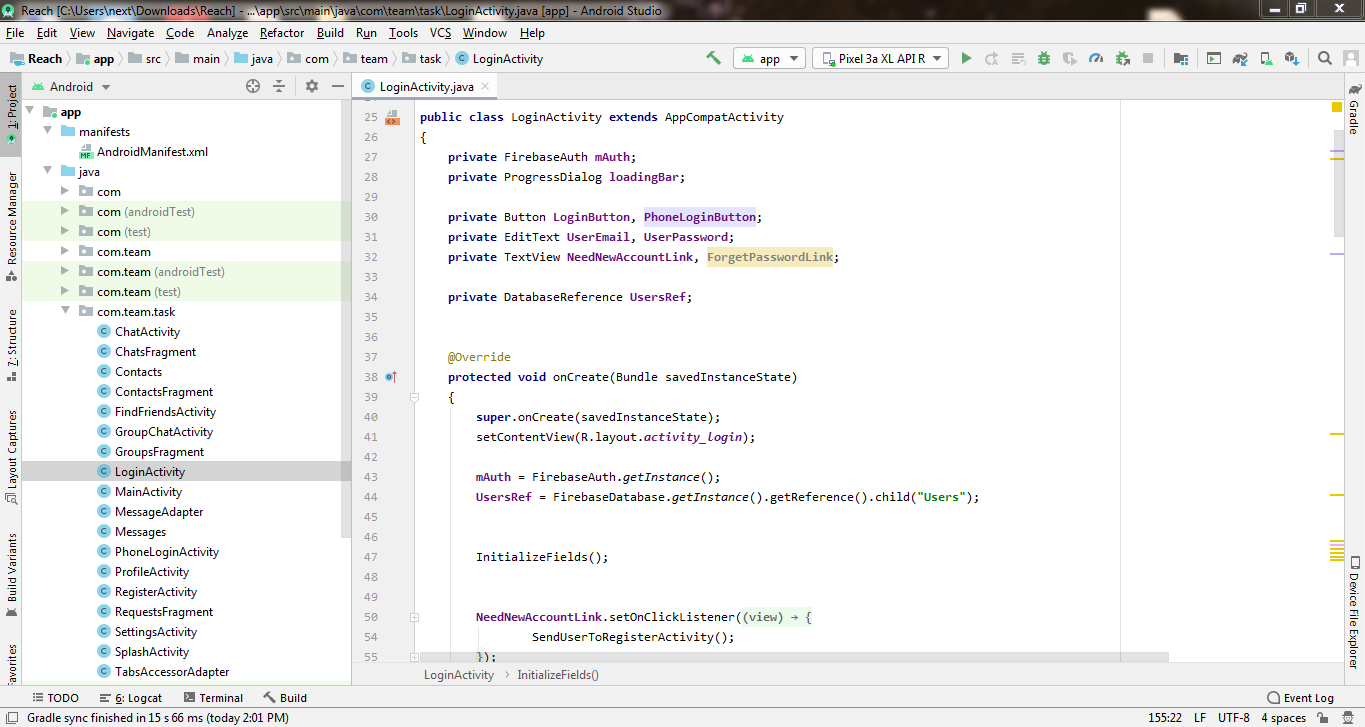 Reach [C:\Users\next\Downloads\Reach] - ...\app\src\main\java\com\team\task\LoginActivity.java [app] - Android Studio
File Edit View Navigate Code Analyze Refactor Build Run Tools VCS Window Help
Reach app src main java com team task LoginActivity app Pixel 3a XL API R
1: Project
Resource Manager
7: Structure
Layout Captures
Build Variants
Favorites
Android
app
manifests
AndroidManifest.xml
java
com
com (androidTest)
com (test)
com.team
com.team (androidTest)
com.team (test)
com.team.task
ChatActivity
ChatsFragment
Contacts
ContactsFragment
FindFriendsActivity
GroupChatActivity
GroupsFragment
LoginActivity
MainActivity
MessageAdapter
Messages
PhoneLoginActivity
ProfileActivity
RegisterActivity
RequestsFragment
SettingsActivity
SplashActivity
TabsAccessorAdapter
LoginActivity.java
25 public class LoginActivity extends AppCompatActivity
26 {
27 private FirebaseAuth mAuth;
28 private ProgressDialog loadingBar;
29
30 private Button LoginButton, PhoneLoginButton;
31 private EditText UserEmail, UserPassword;
32 private TextView NeedNewAccountLink, ForgetPasswordLink;
33
34 private DatabaseReference UsersRef;
35
36
37 @Override
38 protected void onCreate(Bundle savedInstanceState)
39 {
40 super.onCreate(savedInstanceState);
41 setContentView(R.layout.activity_login);
42
43 mAuth = FirebaseAuth.getInstance();
44 UsersRef = FirebaseDatabase.getInstance().getReference().child("Users");
45
46
47 InitializeFields();
48
49
50 NeedNewAccountLink.setOnClickListener((view) → {
54 SendUserToRegisterActivity();
55 });
LoginActivity InitializeFields()
Gradle
Device File Explorer
TODO 6: Logcat Terminal Build Event Log
Gradle sync finished in 15 s 66 ms (today 2:01 PM) 155:22 LF UTF-8 4 spaces